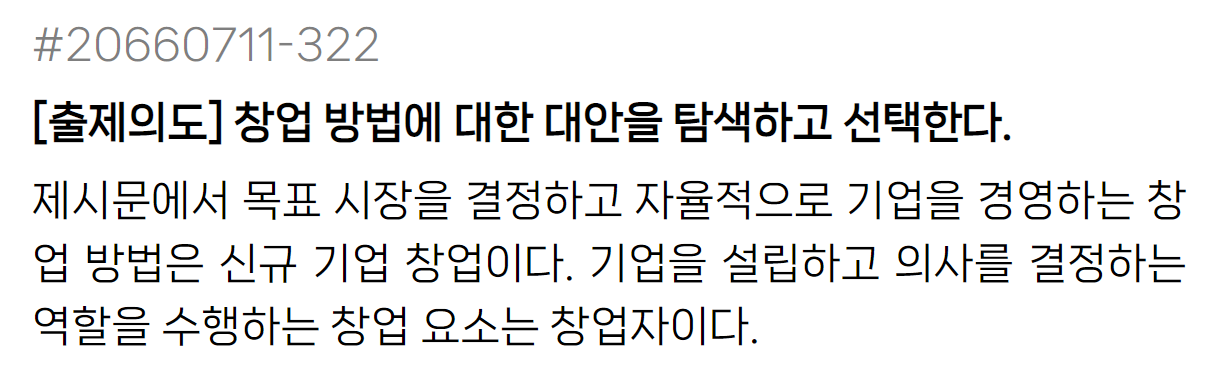 #20660711-322
[출제의도] 창업 방법에 대한 대안을 탐색하고 선택한다.
제시문에서 목표 시장을 결정하고 자율적으로 기업을 경영하는 창
업 방법은 신규 기업 창업이다. 기업을 설립하고 의사를 결정하는
역할을 수행하는 창업 요소는 창업자이다.